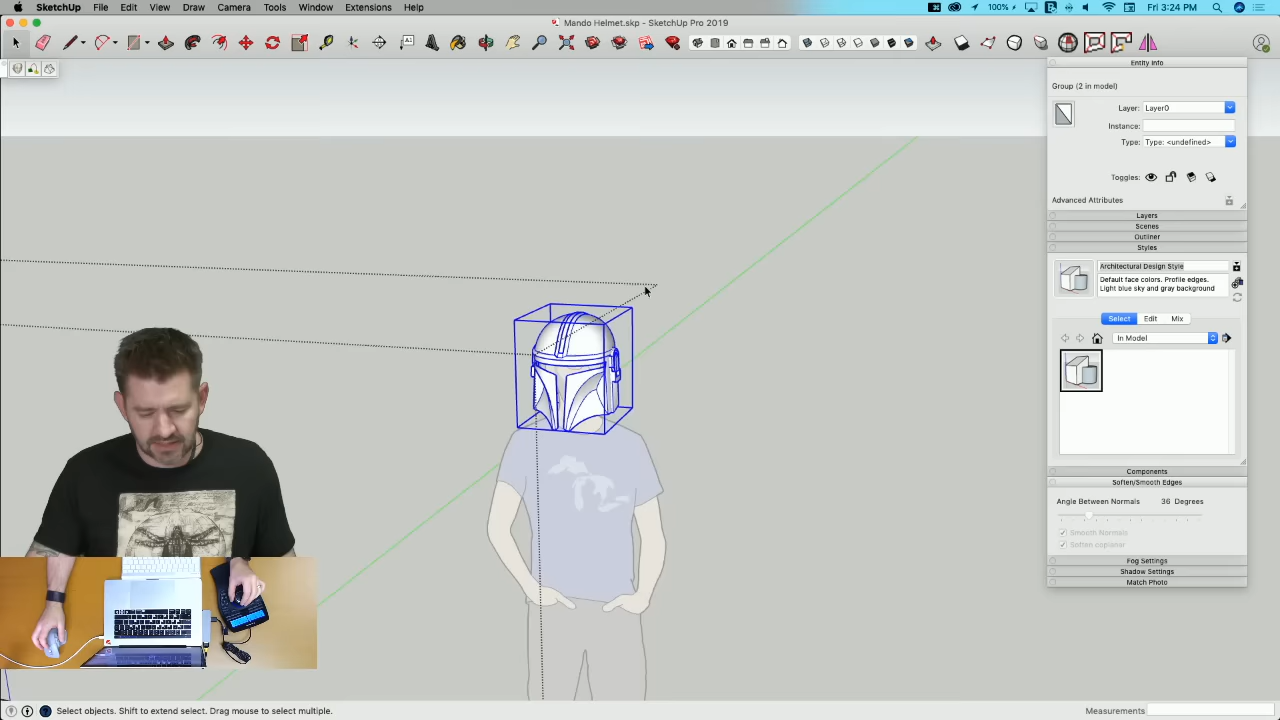 SketchUp File Edit View Draw Camera Tools Window Extensions Help
100% Fri 3:24 PM
Mando Helmet.skp - SketchUp Pro 2019
Entity Info
Group (2 in model)
Layer: Layer0
Instance:
Type: Type: <undefined>
Toggles:
Advanced Attributes
Layers
Scenes
Outliner
Styles
Architectural Design Style
Default face colors. Profile edges.
Light blue sky and gray background
Select Edit Mix
In Model
Components
Soften/Smooth Edges
Angle Between Normals 36 Degrees
Smooth Normals
Soften coplanar
Fog Settings
Shadow Settings
Match Photo
Select objects. Shift to extend select. Drag mouse to select multiple.
Measurements